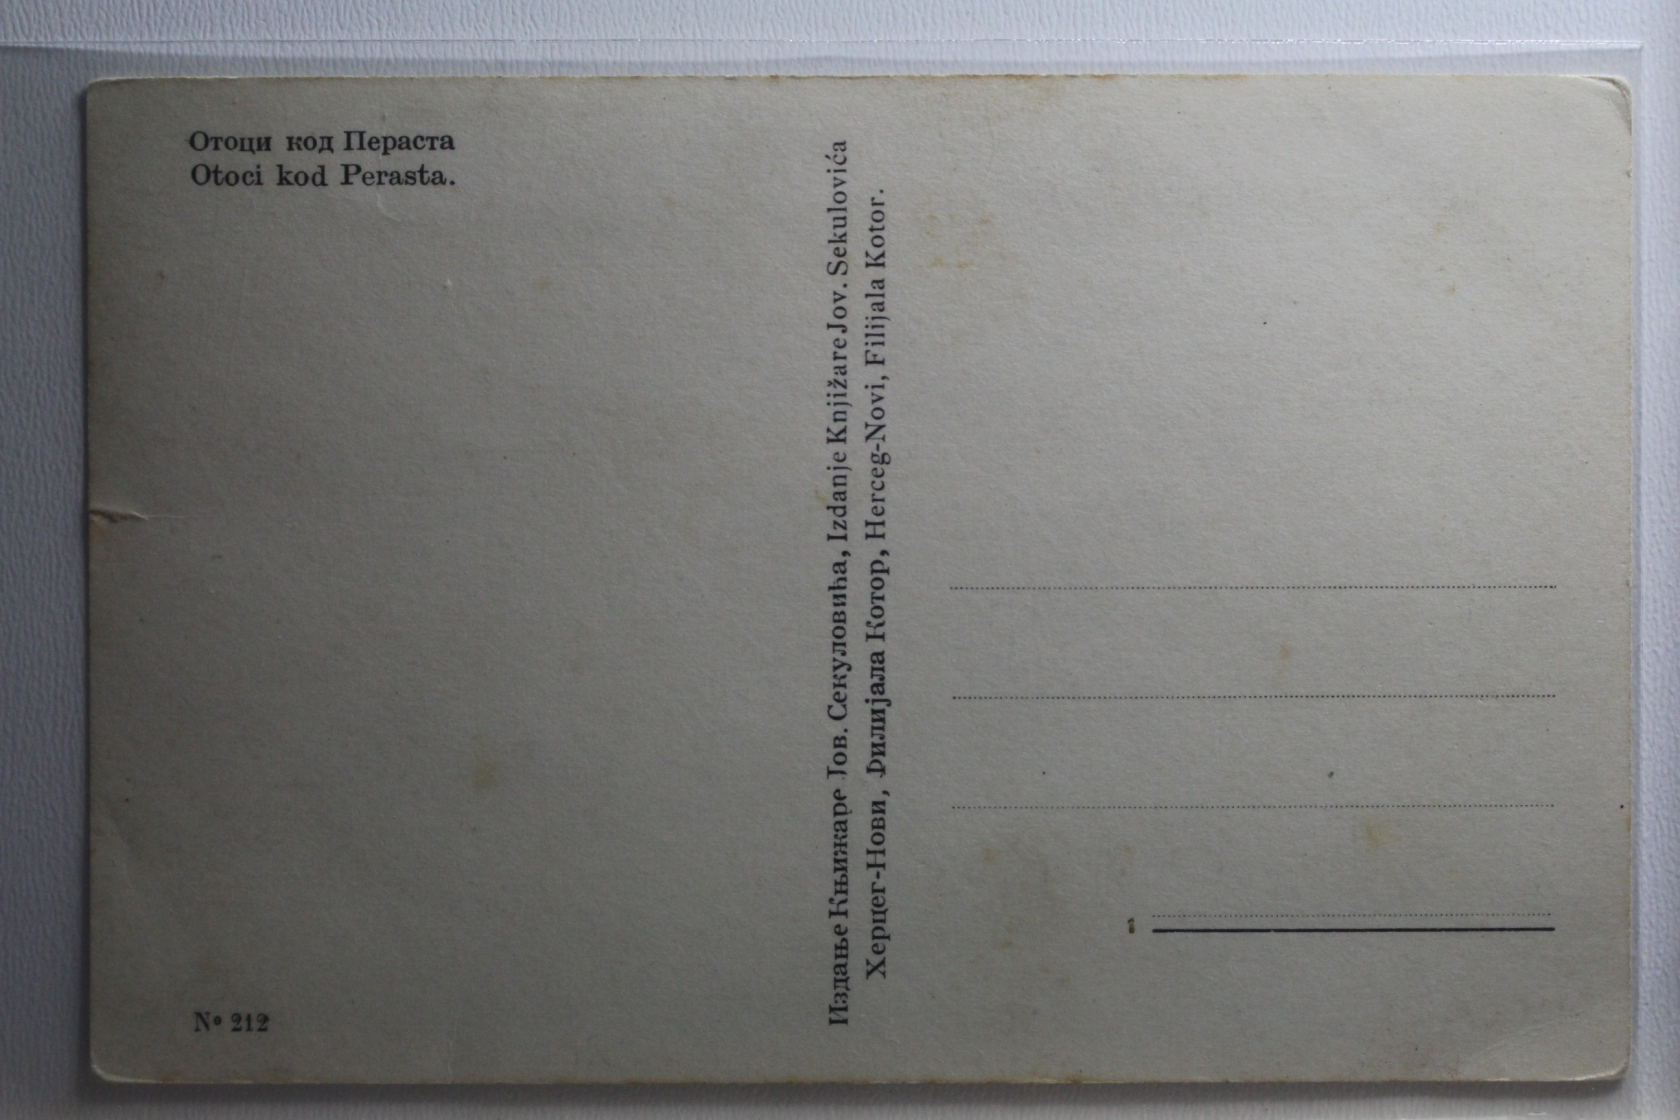 Отоци код Пераста
Otoci kod Perasta.
Издање Књижаре Јов. Секуловића, Izdanje Knjižare Jov. Sekulovića
Херцег-Нови, Филијала Котор, Herceg-Novi, Filijala Kotor.
Nº 212